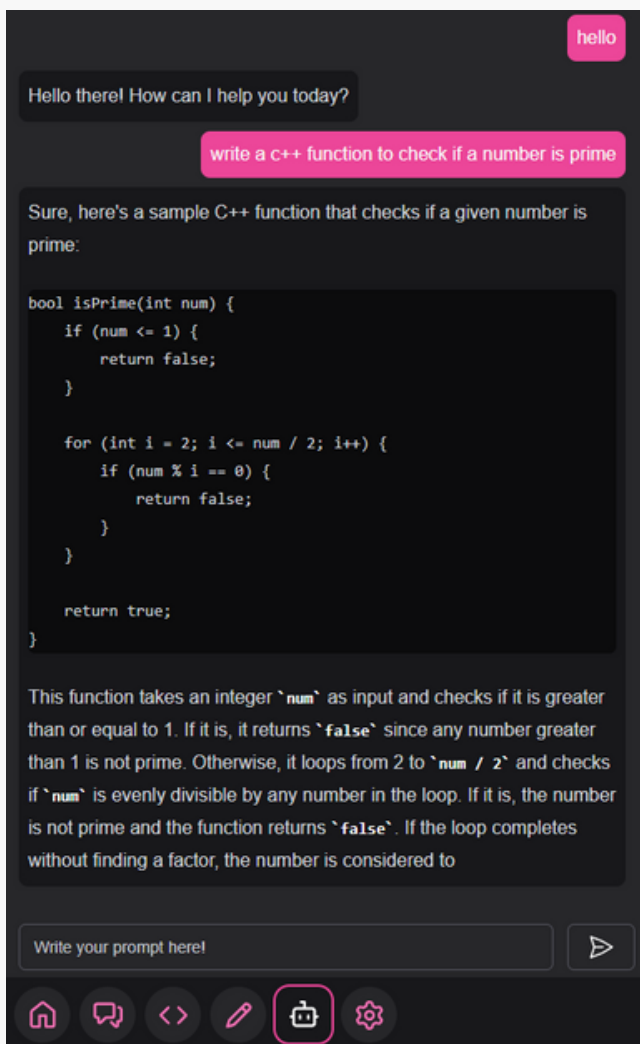 hello
Hello there! How can I help you today?
write a c++ function to check if a number is prime
Sure, here's a sample C++ function that checks if a given number is
prime:
bool isPrime(int num) {
    if (num <= 1) {
        return false;
    }
    for (int i = 2; i <= num / 2; i++) {
        if (num % i == 0) {
            return false;
        }
    }
    return true;
}
This function takes an integer `num` as input and checks if it is greater
than or equal to 1. If it is, it returns `false` since any number greater
than 1 is not prime. Otherwise, it loops from 2 to `num / 2` and checks
if `num` is evenly divisible by any number in the loop. If it is, the number
is not prime and the function returns `false`. If the loop completes
without finding a factor, the number is considered to
Write your prompt here!